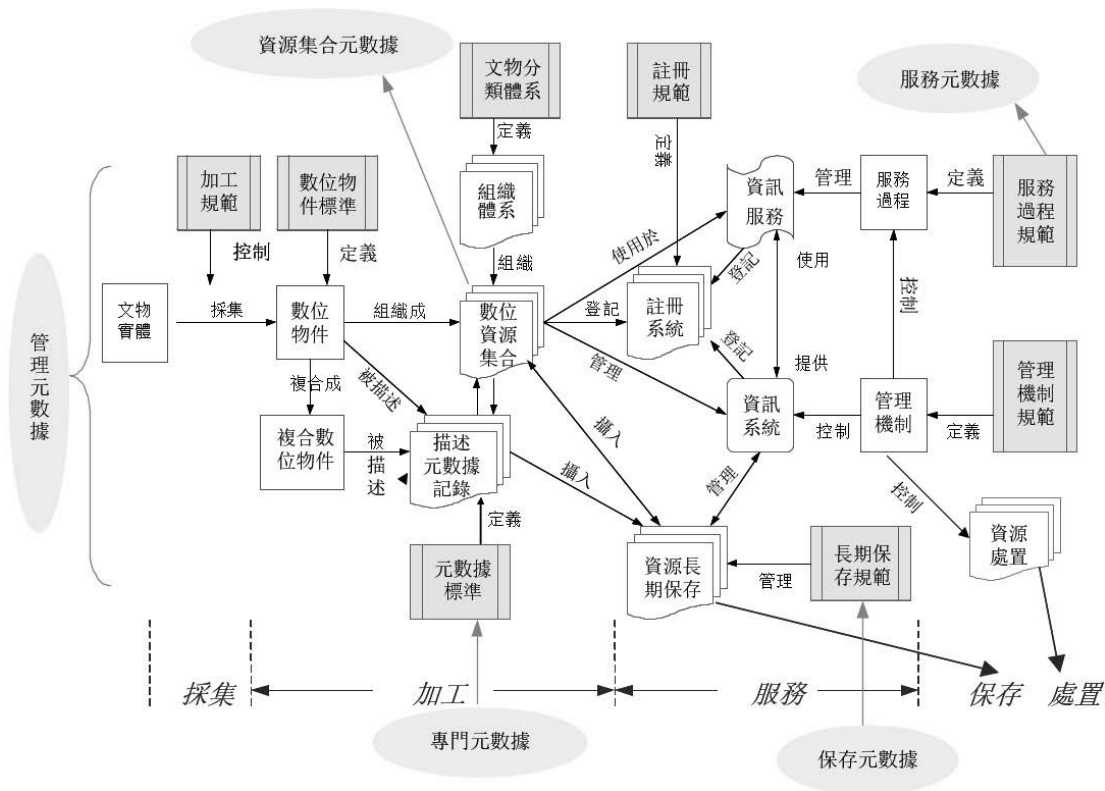 資源集合元數據
文物分
類體系
註冊
規範
服務元數據
定義
定義
加工
規範
數位物
件標準
組織
體系
資訊
服務
管理
服務
過程
定義
服務
過程
規範
控制
定義
組織
使用於
登記
使用
控制
文物
實體
採集
數位
物件
組織成
數位
資源
集合
登記
註冊
系統
管理元數據
複合成
被描述
管理
登記
提供
資訊
系統
控制
管理
機制
定義
管理
機制
規範
複合數
位物件
被
描
述
描述
元數據
記錄
攝入
攝入
管理
控制
定義
資源
處置
元數據
標準
資源長
期保存
管理
長期保
存規範
採集
加工
服務
保存
處置
專門元數據
保存元數據